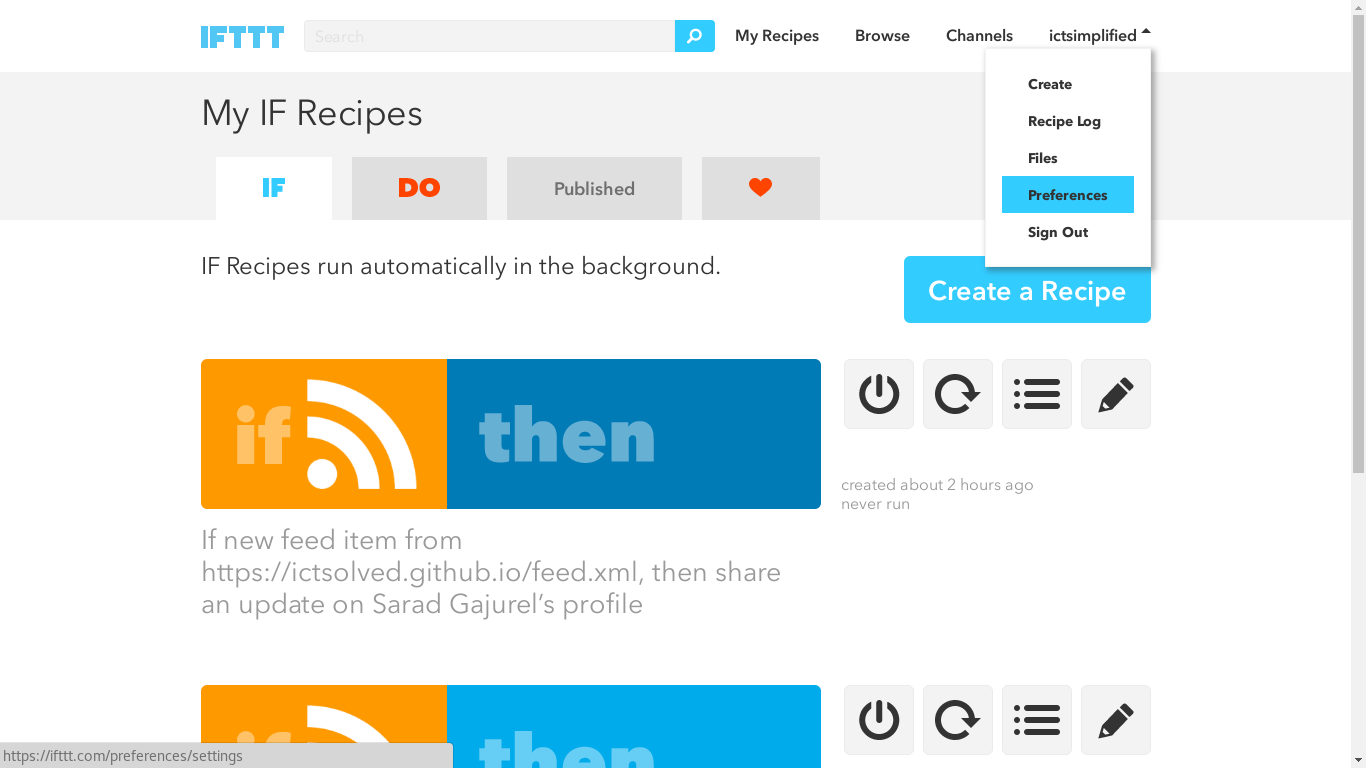 IFTTT
Search
My Recipes
Browse
Channels
ictsimplified
Create
Recipe Log
Files
Preferences
Sign Out
My IF Recipes
IF
DO
Published
IF Recipes run automatically in the background.
Create a Recipe
if
then
created about 2 hours ago
never run
If new feed item from
https://ictsolved.github.io/feed.xml, then share
an update on Sarad Gajurel’s profile
if
then
https://ifttt.com/preferences/settings